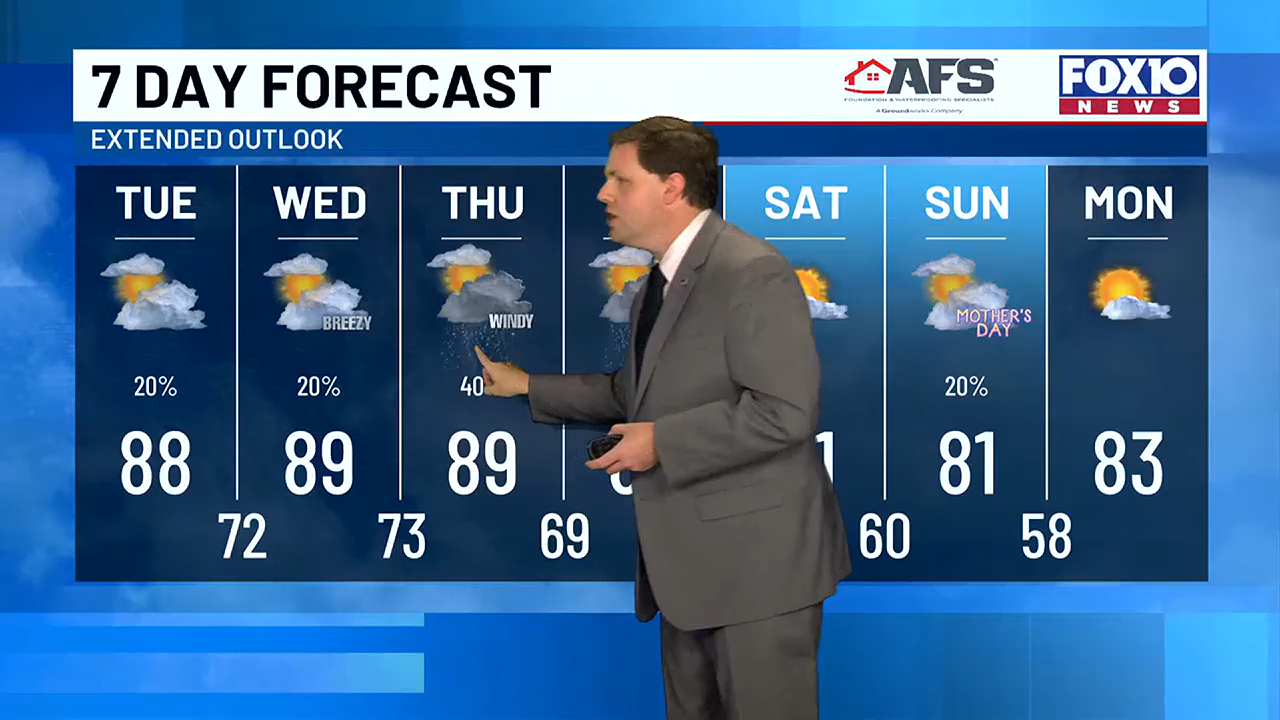 7 DAY FORECAST
AFS
FOUNDATION & WATERPROOFING SPECIALISTS
A Groundworks Company
FOX10
NEWS
EXTENDED OUTLOOK
TUE WED THU SAT SUN MON
BREEZY WINDY MOTHER'S
DAY
20% 20% 40 20%
88 89 89 81 83
72 73 69 60 58